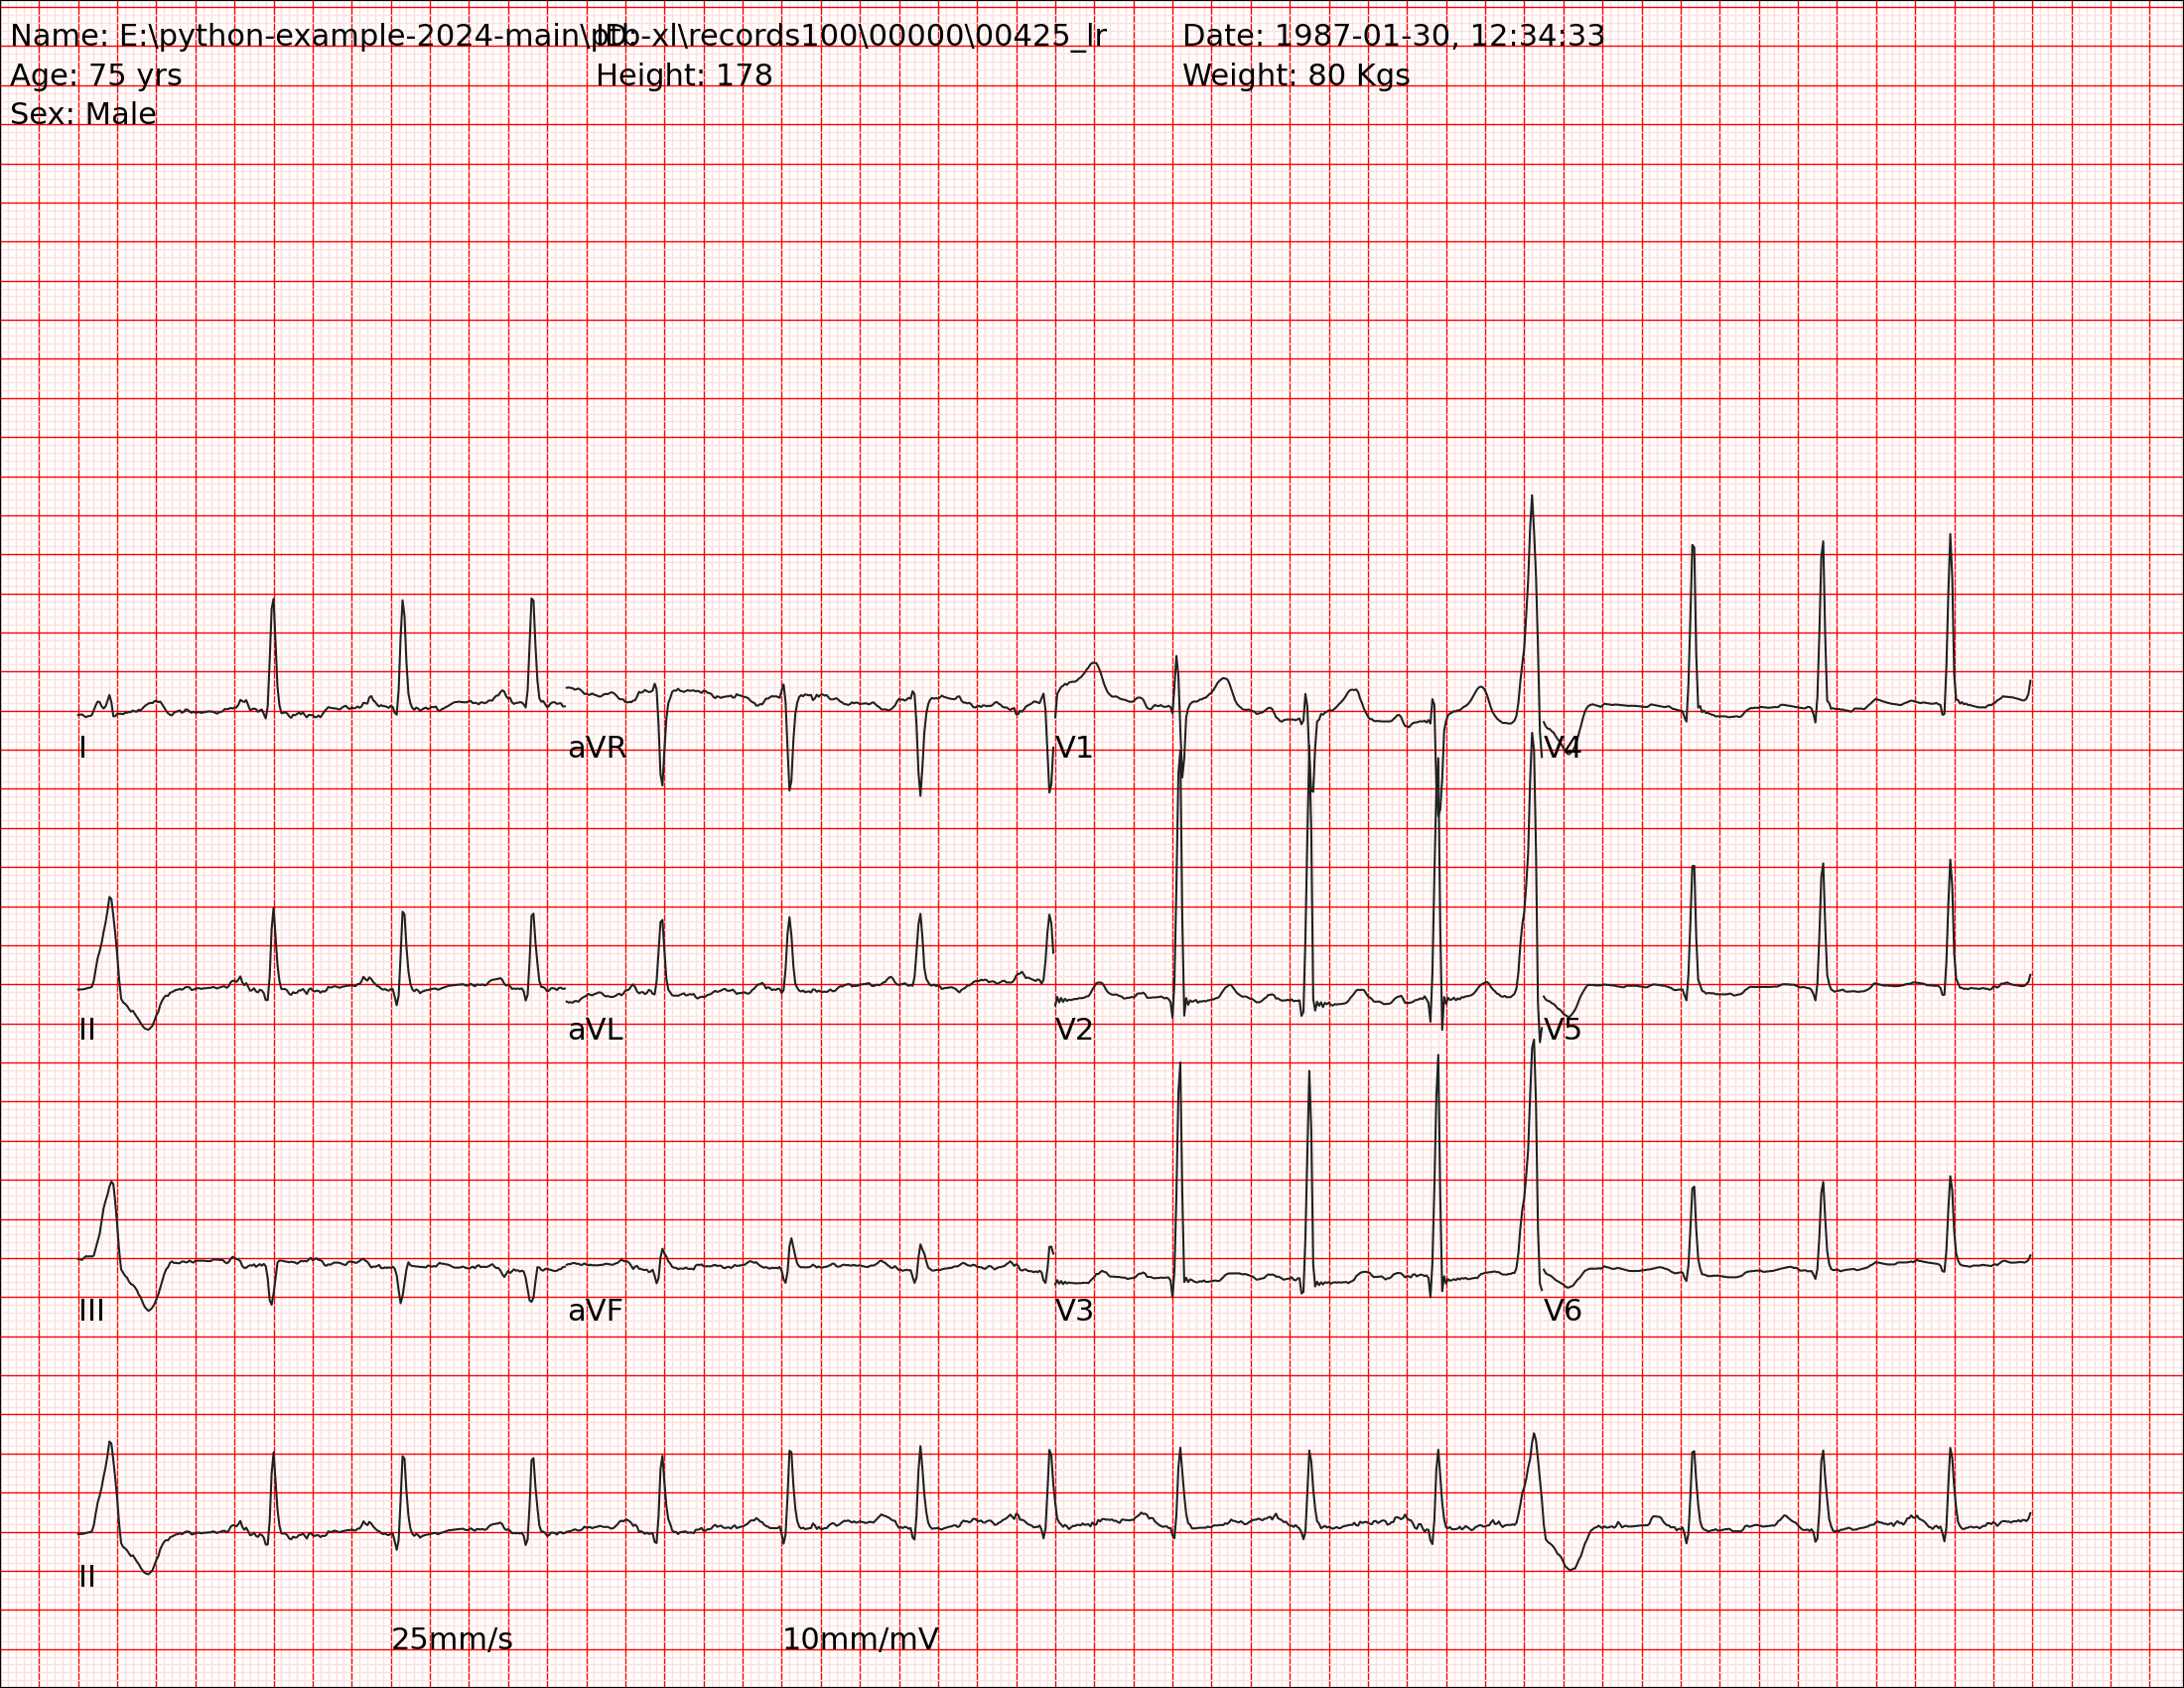 Name: E:\python-example-2024-main\ptb-xl\records100\00000\00425_lr ID: Date: 1987-01-30, 12:34:33
Age: 75 yrs Height: 178 Weight: 80 Kgs
Sex: Male
I aVR V1 V4
II aVL V2 V5
III aVF V3 V6
II
25mm/s 10mm/mV